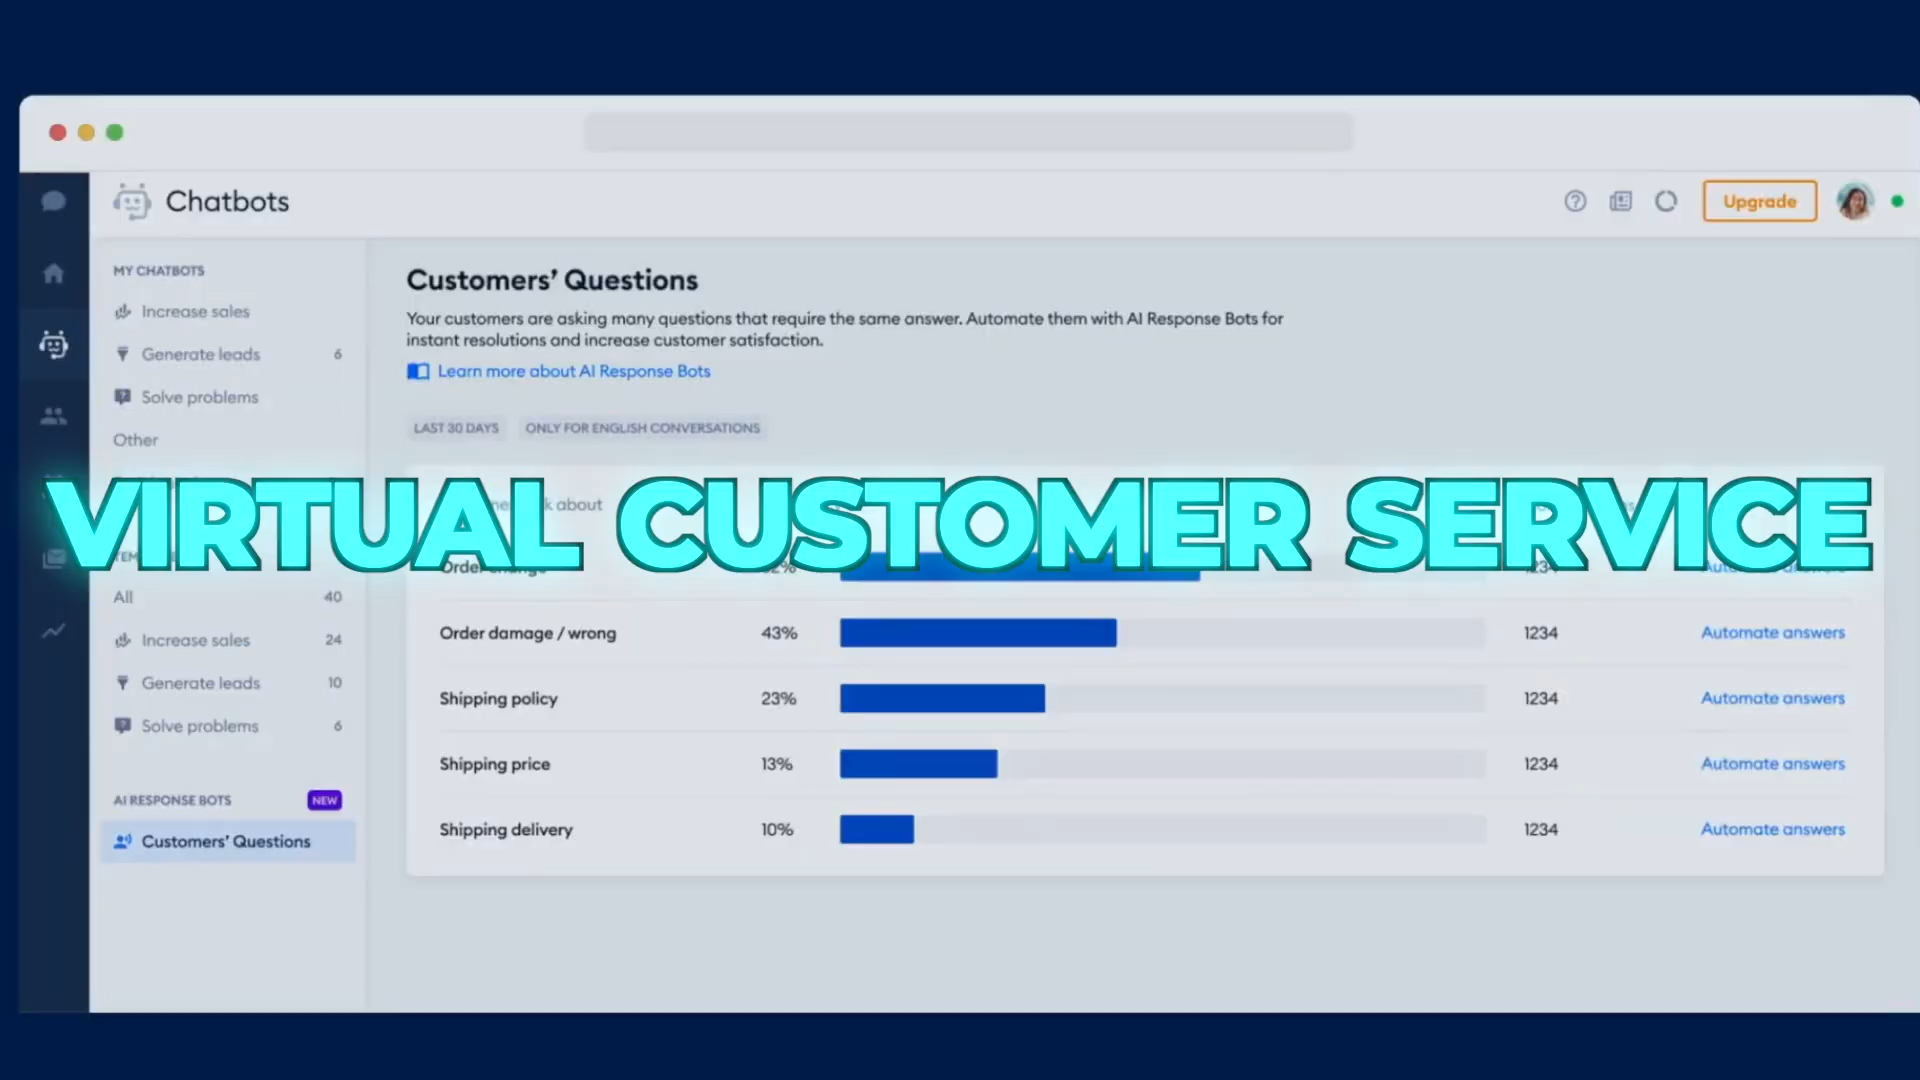 Chatbots
Upgrade
MY CHATBOTS
Increase sales
Generate leads 6
Solve problems
Other
Customers' Questions
Your customers are asking many questions that require the same answer. Automate them with AI Response Bots for
instant resolutions and increase customer satisfaction.
Learn more about AI Response Bots
LAST 30 DAYS ONLY FOR ENGLISH CONVERSATIONS
about
VIRTUAL CUSTOMER SERVICE
Order change
All 40
Increase sales 24
Generate leads 10
Solve problems 6
AI RESPONSE BOTS NEW
Customers' Questions
Order damage / wrong 43% 1234 Automate answers
Shipping policy 23% 1234 Automate answers
Shipping price 13% 1234 Automate answers
Shipping delivery 10% 1234 Automate answers